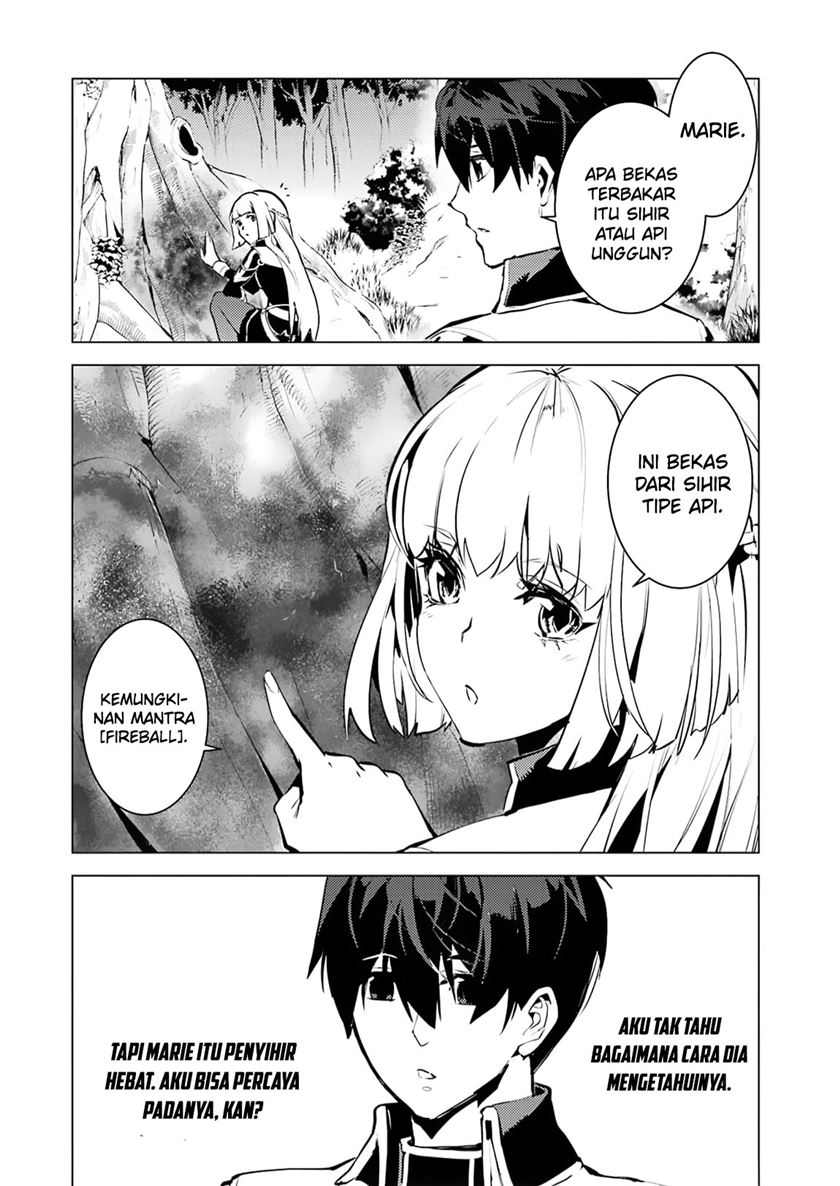 MARIE.
APA BEKAS
TERBAKAR
ITU SIHIR
ATAU API
UNGGUN?
INI BEKAS
DARI SIHIR
TIPE API.
KEMUNGKI-
NAN MANTRA
[FIREBALL].
AKU TAK TAHU
BAGAIMANA CARA DIA
MENGETAHUINYA.
TAPI MARIE ITU PENYIHIR
HEBAT. AKU BISA PERCAYA
PADANYA, KAN?